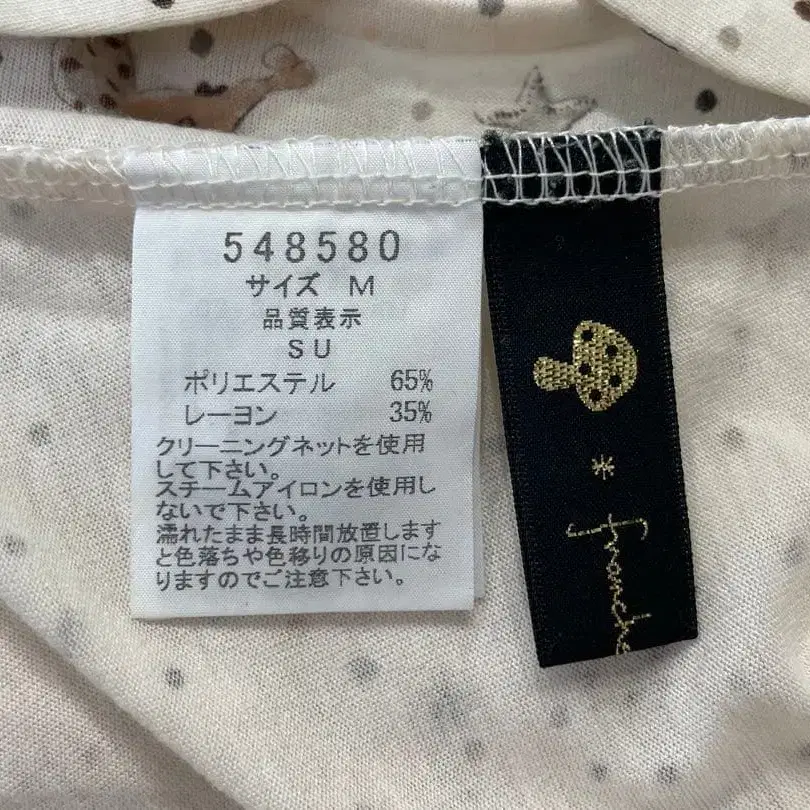 548580
サイズ M
品質表示
SU
ポリエステル 65%
レーヨン 35%
クリーニングネットを使用
して下さい。
スチームアイロンを使用し
ないで下さい。
濡れたまま長時間放置します
と色落ちや色移りの原因にな
りますのでご注意下さい。
* franche